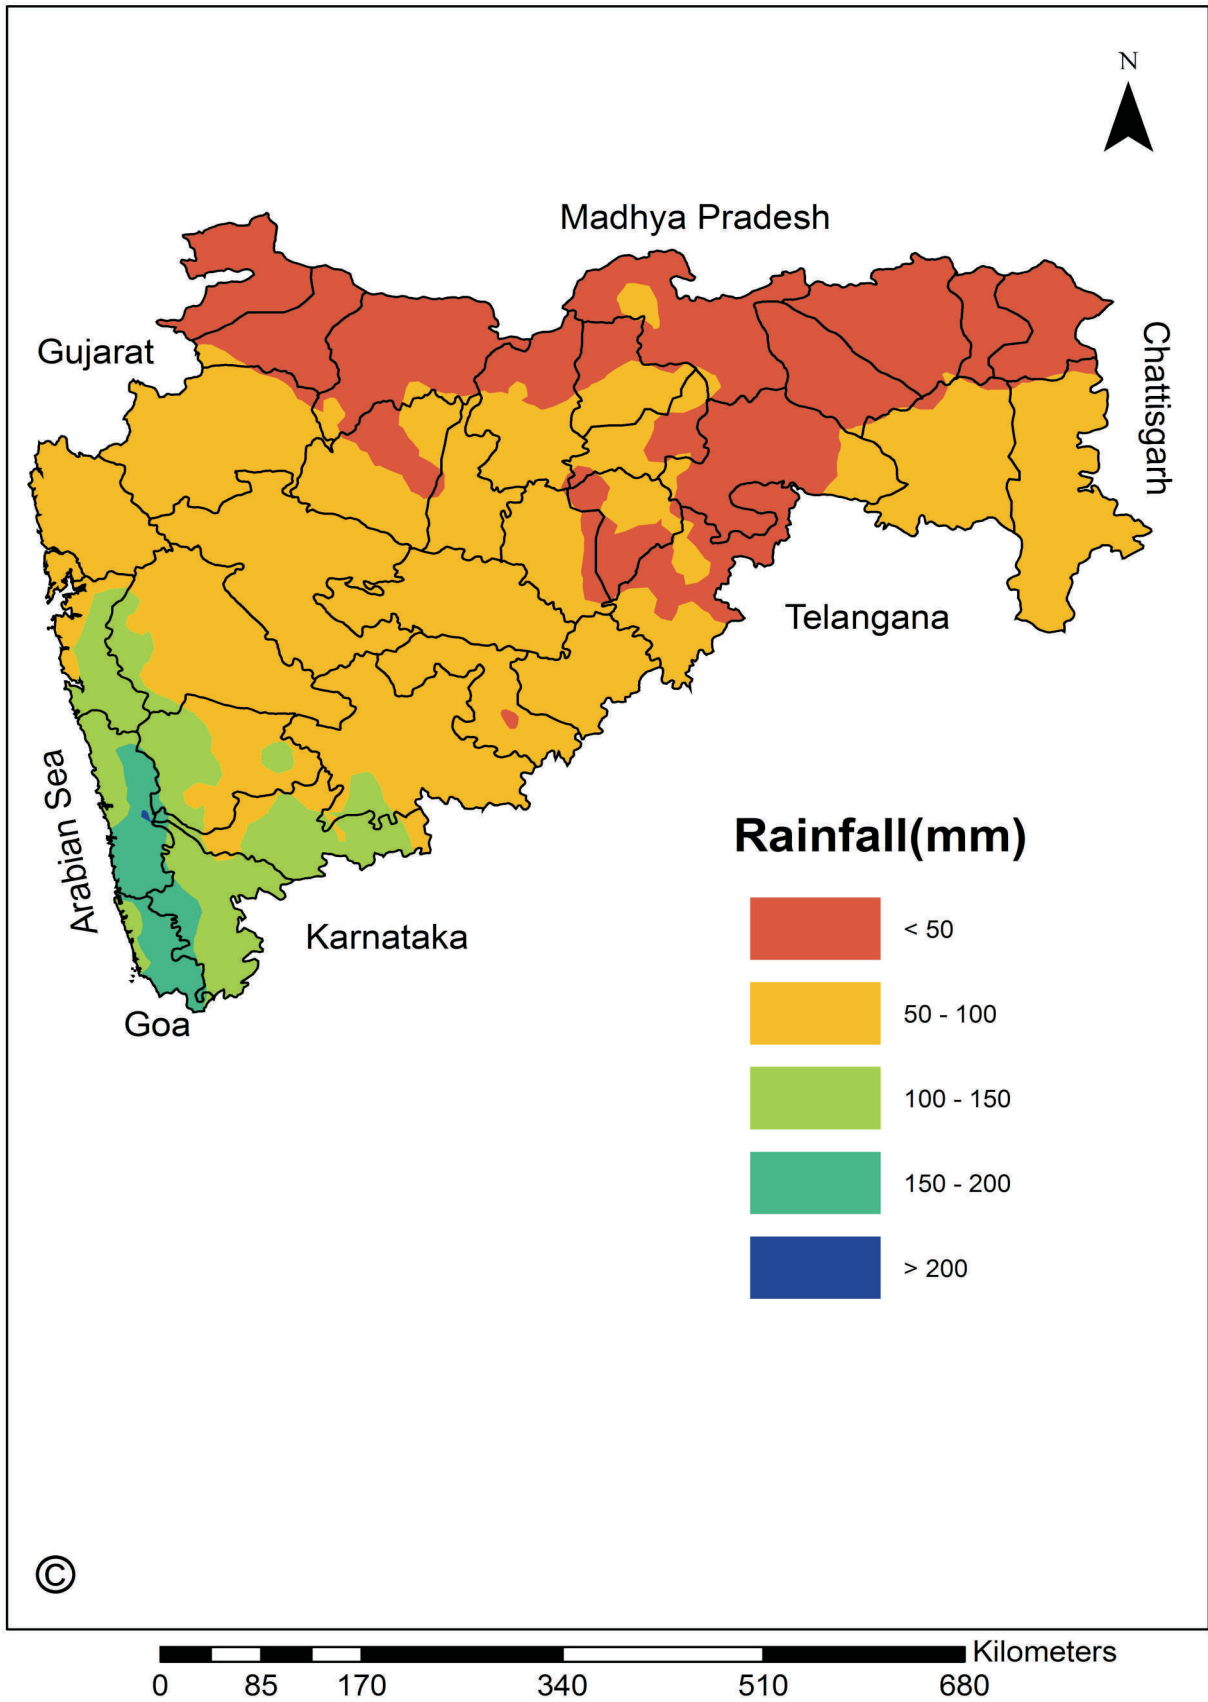 N
Madhya Pradesh
Gujarat
Chattisgarh
Telangana
Arabian Sea
Karnataka
Goa
Rainfall(mm)
< 50
50 - 100
100 - 150
150 - 200
> 200
©
Kilometers
0 85 170 340 510 680